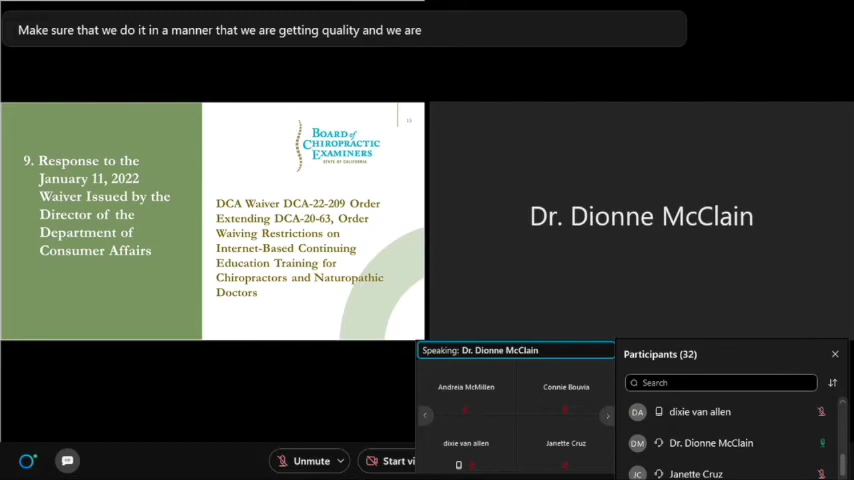 Make sure that we do it in a manner that we are getting quality and we are
15
9. Response to the
January 11, 2022
Waiver Issued by the
Director of the
Department of
Consumer Affairs
BOARD of
CHIROPRACTIC
EXAMINERS
STATE OF CALIFORNIA
DCA Waiver DCA-22-209 Order
Extending DCA-20-63, Order
Waiving Restrictions on
Internet-Based Continuing
Education Training for
Chiropractors and Naturopathic
Doctors
Dr. Dionne McClain
Speaking: Dr. Dionne McClain
Andreia McMillen
Connie Bouvia
dixie van allen
Janette Cruz
Participants (32)
Search
DA dixie van allen
DM Dr. Dionne McClain
JC Janette Cruz
Unmute
Start vi